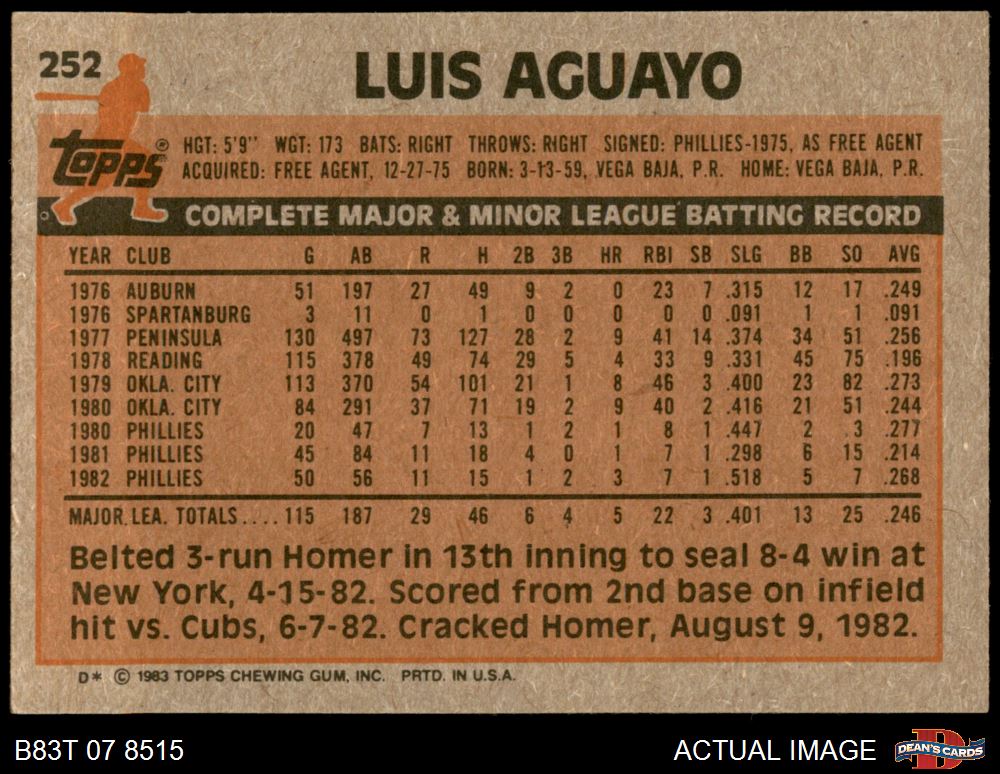 252
LUIS AGUAYO
Topps®
HGT: 5'9" WGT: 173 BATS: RIGHT THROWS: RIGHT SIGNED: PHILLIES-1975, AS FREE AGENT
ACQUIRED: FREE AGENT, 12-27-75 BORN: 3-13-59, VEGA BAJA, P.R. HOME: VEGA BAJA, P.R.
COMPLETE MAJOR & MINOR LEAGUE BATTING RECORD
YEAR CLUB G AB R H 2B 3B HR RBI SB SLG BB SO AVG
1976 AUBURN 51 197 27 49 9 2 0 23 7 .315 12 17 .249
1976 SPARTANBURG 3 11 0 1 0 0 0 0 0 .091 1 1 .091
1977 PENINSULA 130 497 73 127 28 2 9 41 14 .374 34 51 .256
1978 READING 115 378 49 74 29 5 4 33 9 .331 45 75 .196
1979 OKLA. CITY 113 370 54 101 21 1 8 46 3 .400 23 82 .273
1980 OKLA. CITY 84 291 37 71 19 2 9 40 2 .416 21 51 .244
1980 PHILLIES 20 47 7 13 1 2 1 8 1 .447 2 3 .277
1981 PHILLIES 45 84 11 18 4 0 1 7 1 .298 6 15 .214
1982 PHILLIES 50 56 11 15 1 2 3 7 1 .518 5 7 .268
MAJOR LEA. TOTALS.... 115 187 29 46 6 4 5 22 3 .401 13 25 .246
Belted 3-run Homer in 13th inning to seal 8-4 win at
New York, 4-15-82. Scored from 2nd base on infield
hit vs. Cubs, 6-7-82. Cracked Homer, August 9, 1982.
D* © 1983 TOPPS CHEWING GUM, INC. PRTD. IN U.S.A.
B83T 07 8515
ACTUAL IMAGE
D
DEAN'S CARDS